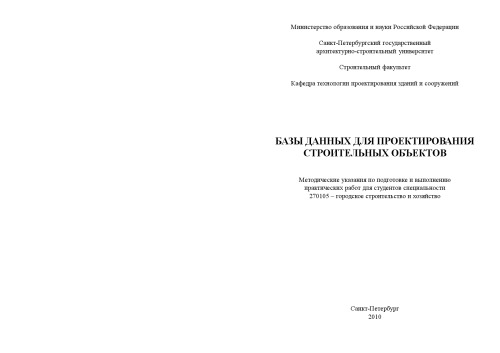 Министерство образования и науки Российской Федерации
Санкт-Петербургский государственный
архитектурно-строительный университет
Строительный факультет
Кафедра технологии проектирования зданий и сооружений
БАЗЫ ДАННЫХ ДЛЯ ПРОЕКТИРОВАНИЯ
СТРОИТЕЛЬНЫХ ОБЪЕКТОВ
Методические указания по подготовке и выполнению
практических работ для студентов специальности
270105 – городское строительство и хозяйство
Санкт-Петербург
2010